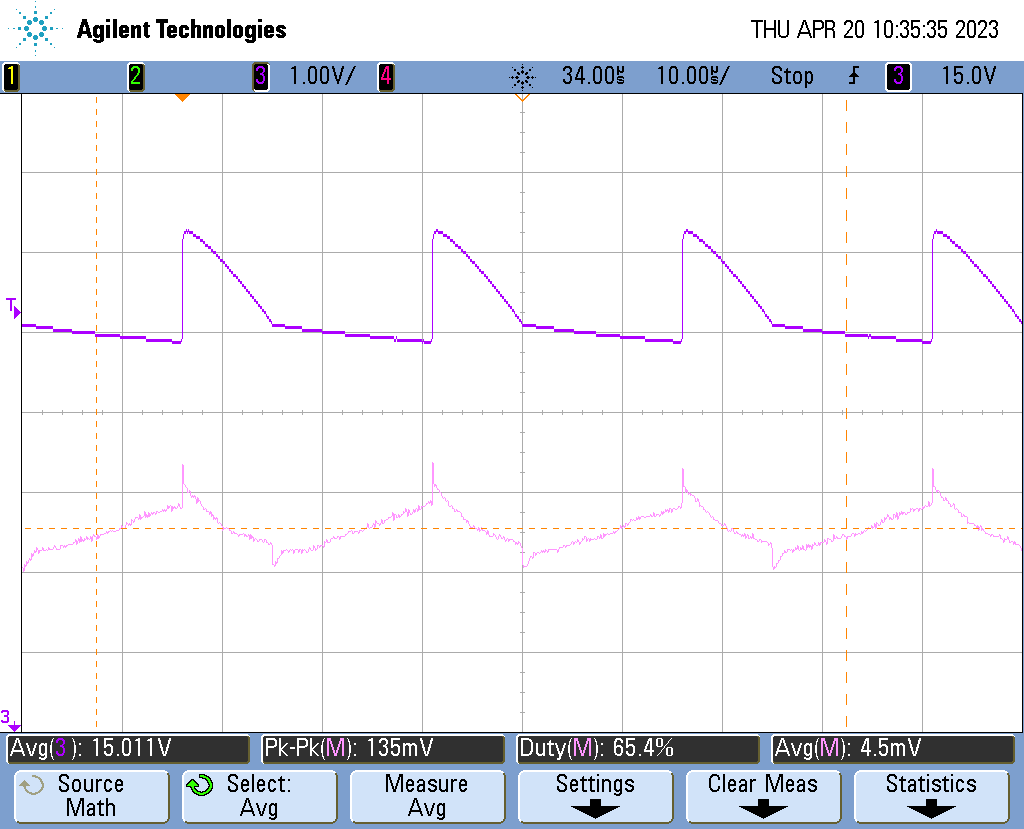 Agilent Technologies THU APR 20 10:35:35 2023
1 2 3 1.00V/ 4 34.00µs 10.00µs/ Stop 3 15.0V
T
3
Avg(3): 15.011V Pk-Pk(M): 135mV Duty(M): 65.4% Avg(M): 4.5mV
Source Select: Measure Settings Clear Meas Statistics
Math Avg Avg